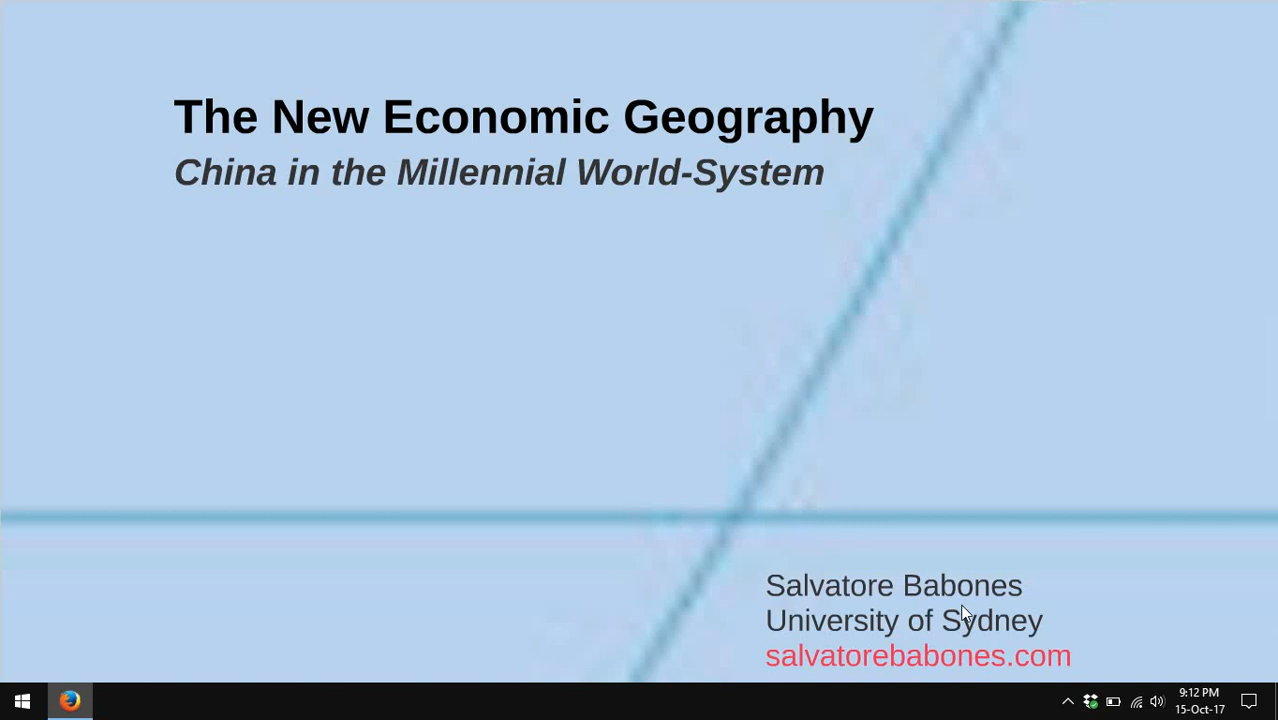 The New Economic Geography
China in the Millennial World-System
Salvatore Babones
University of Sydney
salvatorebabones.com
9:12 PM
15-Oct-17